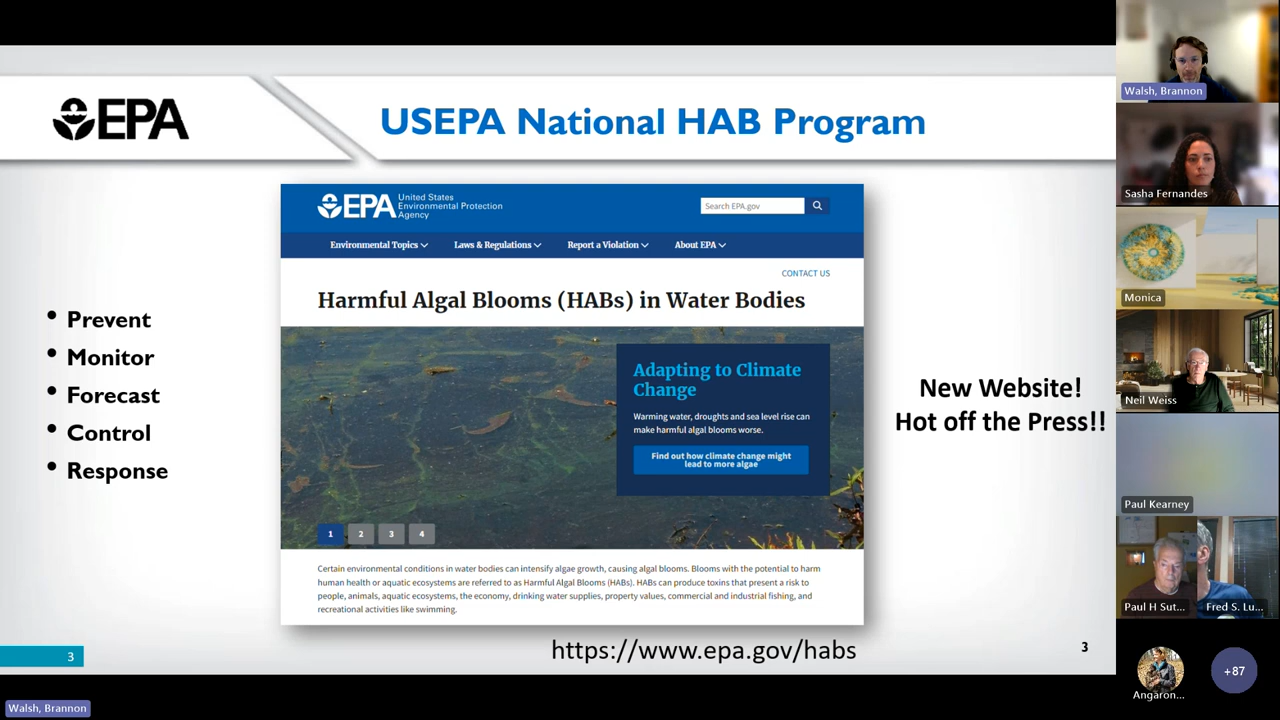 EPA
USEPA National HAB Program
• Prevent
• Monitor
• Forecast
• Control
• Response
EPA
United States
Environmental Protection
Agency
Search EPA.gov
Environmental Topics
Laws & Regulations
Report a Violation
About EPA
CONTACT US
Harmful Algal Blooms (HABs) in Water Bodies
Adapting to Climate
Change
Warming water, droughts and sea level rise can
make harmful algal blooms worse.
Find out how climate change might
lead to more algae
1 2 3 4
Certain environmental conditions in water bodies can intensify algae growth, causing algal blooms. Blooms with the potential to harm
human health or aquatic ecosystems are referred to as Harmful Algal Blooms (HABs). HABs can produce toxins that present a risk to
people, animals, aquatic ecosystems, the economy, drinking water supplies, property values, commercial and industrial fishing, and
recreational activities like swimming.
New Website!
Hot off the Press!!
https://www.epa.gov/habs
3
3
Walsh, Brannon
Walsh, Brannon
Sasha Fernandes
Monica
Neil Weiss
Paul Kearney
Paul H Sut...
Fred S. Lu...
Angaron...
+87